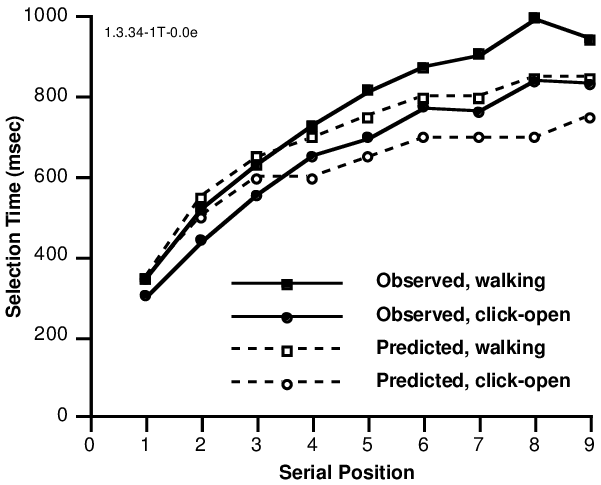 1000
1.3.34-1T-0.0e
800
600
400
200
0
Selection Time (msec)
Observed, walking
Observed, click-open
Predicted, walking
Predicted, click-open
0 1 2 3 4 5 6 7 8 9
Serial Position